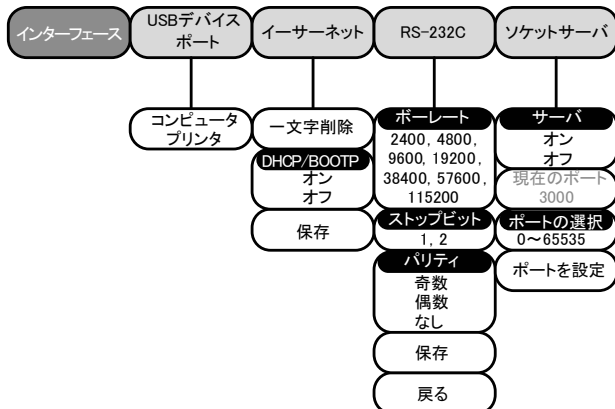 インターフェース
USBデバイス
ポート
イーサーネット
RS-232C
ソケットサーバ
コンピュータ
プリンタ
一文字削除
DHCP/BOOTP
オン
オフ
保存
ボーレート
2400, 4800,
9600, 19200,
38400, 57600,
115200
ストップビット
1, 2
パリティ
奇数
偶数
なし
保存
戻る
サーバ
オン
オフ
現在のポート
3000
ポートの選択
0～65535
ポートを設定